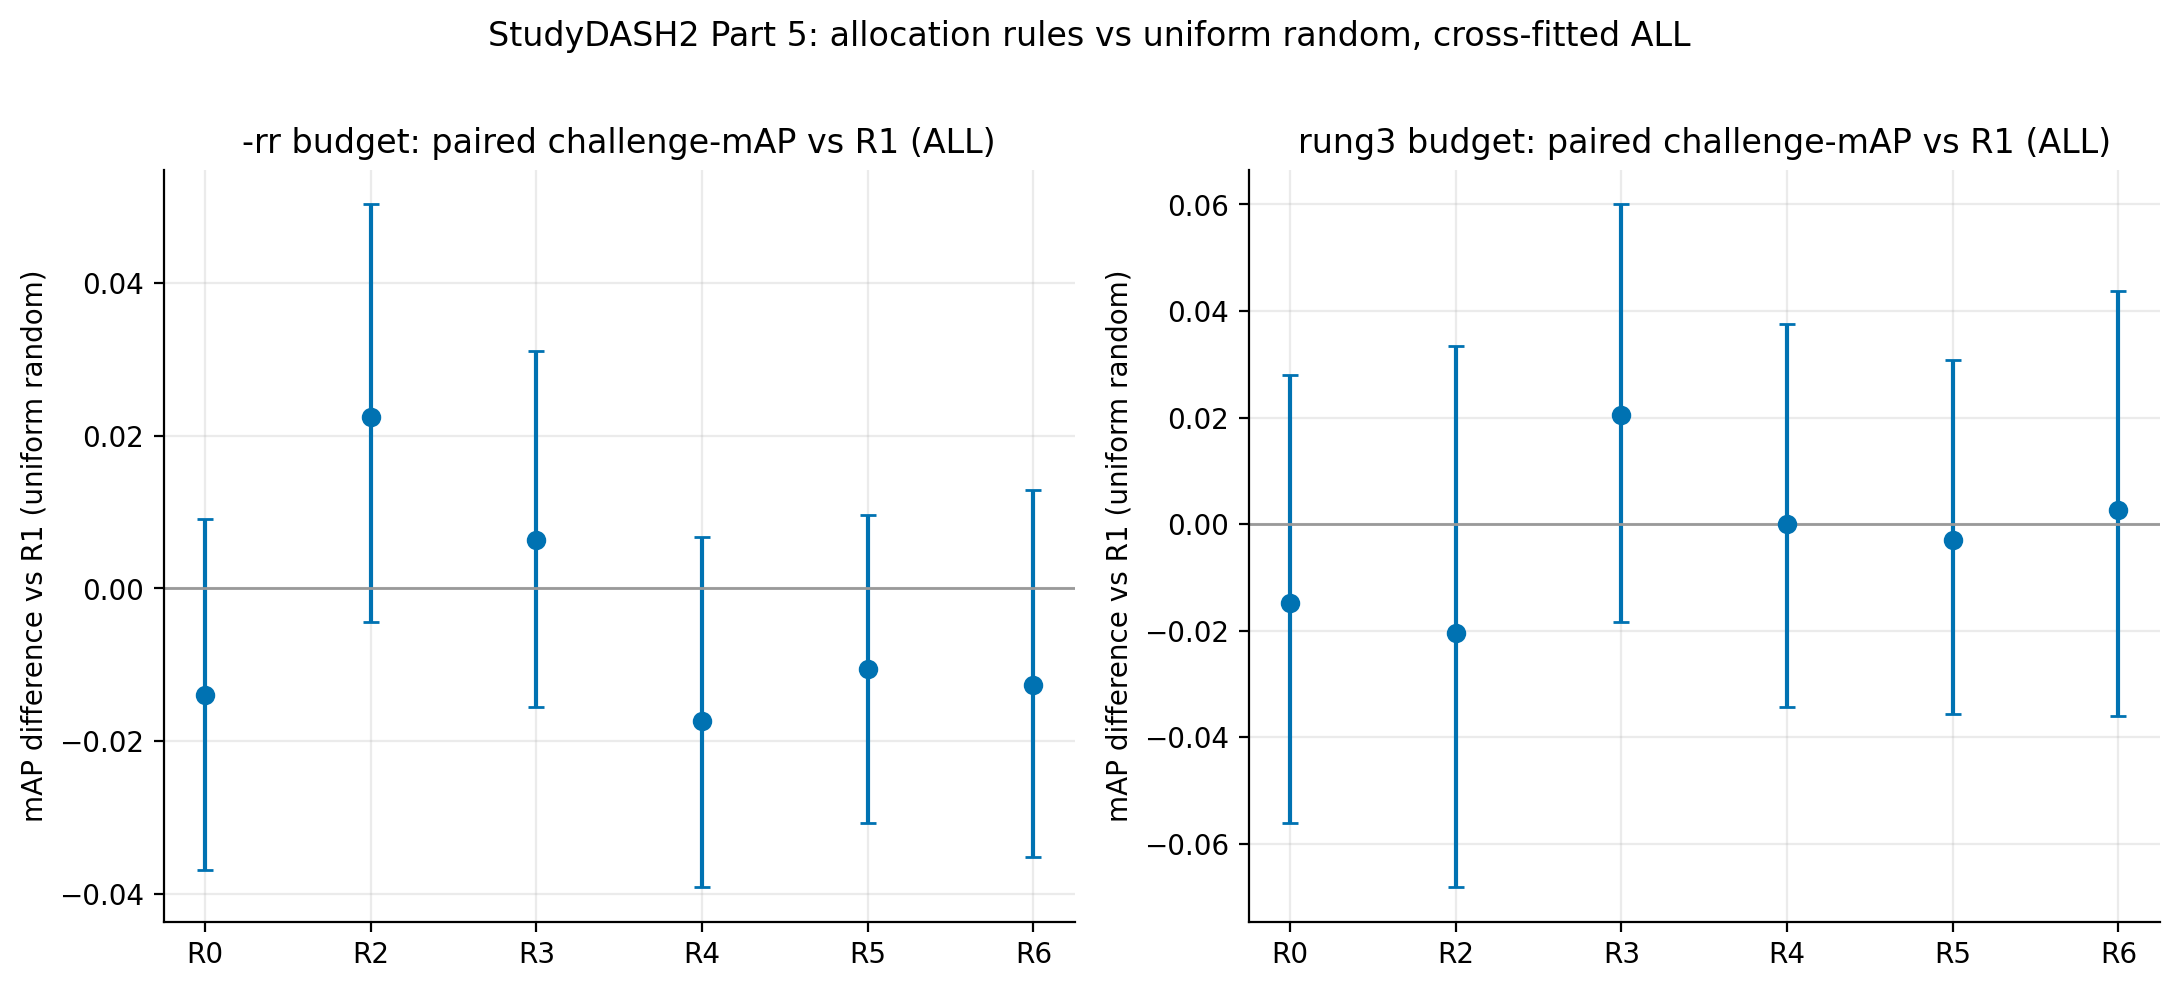 StudyDASH2 Part 5: allocation rules vs uniform random, cross-fitted ALL
-rr budget: paired challenge-mAP vs R1 (ALL)
mAP difference vs R1 (uniform random)
0.04
0.02
0.00
−0.02
−0.04
R0 R2 R3 R4 R5 R6
rung3 budget: paired challenge-mAP vs R1 (ALL)
mAP difference vs R1 (uniform random)
0.06
0.04
0.02
0.00
−0.02
−0.04
−0.06
R0 R2 R3 R4 R5 R6